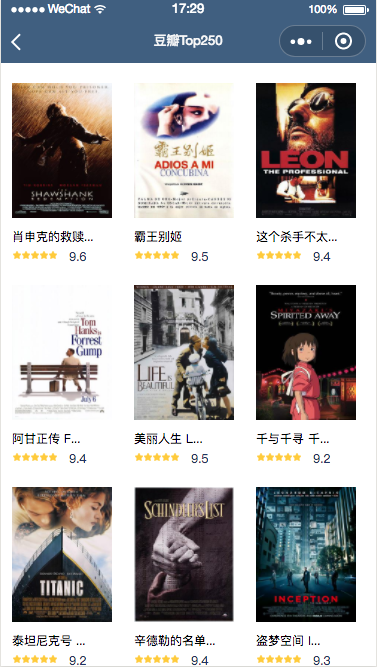 WeChat 17:29 100%
豆瓣Top250
THE SHAWSHANK
REDEMPTION
霸王别姬
ADIOS A MI
CONCUBINA
LEON
THE PROFESSIONAL
肖申克的救赎...
霸王别姬
这个杀手不太...
9.6
9.5
9.4
Tom
Hanks is
Forrest
Gump
July 6
LIFE IS
BEAUTIFUL
SPIRITED AWAY
阿甘正传 F...
美丽人生 L...
千与千寻 千...
9.4
9.5
9.2
TITANIC
SCHINDLER'S LIST
INCEPTION
泰坦尼克号 ...
辛德勒的名单...
盗梦空间 I...
9.2
9.4
9.3